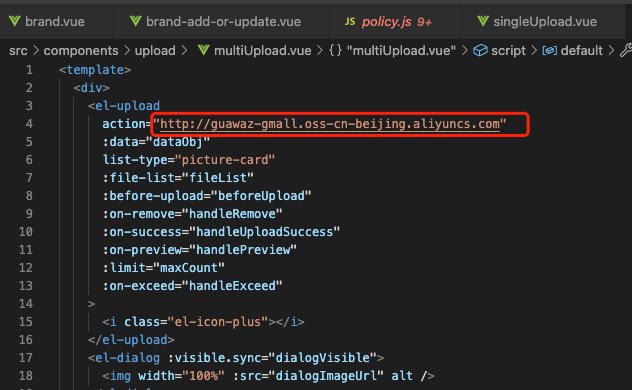 brand.vue brand-add-or-update.vue JS policy.js 9+ singleUpload.vue
src > components > upload > multiUpload.vue > {} "multiUpload.vue" > script > default >
1 <template>
2 <div>
3 <el-upload
4 action="http://guawaz-gmall.oss-cn-beijing.aliyuncs.com"
5 :data="dataObj"
6 list-type="picture-card"
7 :file-list="fileList"
8 :before-upload="beforeUpload"
9 :on-remove="handleRemove"
10 :on-success="handleUploadSuccess"
11 :on-preview="handlePreview"
12 :limit="maxCount"
13 :on-exceed="handleExceed"
14 >
15 <i class="el-icon-plus"></i>
16 </el-upload>
17 <el-dialog :visible.sync="dialogVisible">
18 <img width="100%" :src="dialogImageUrl" alt />